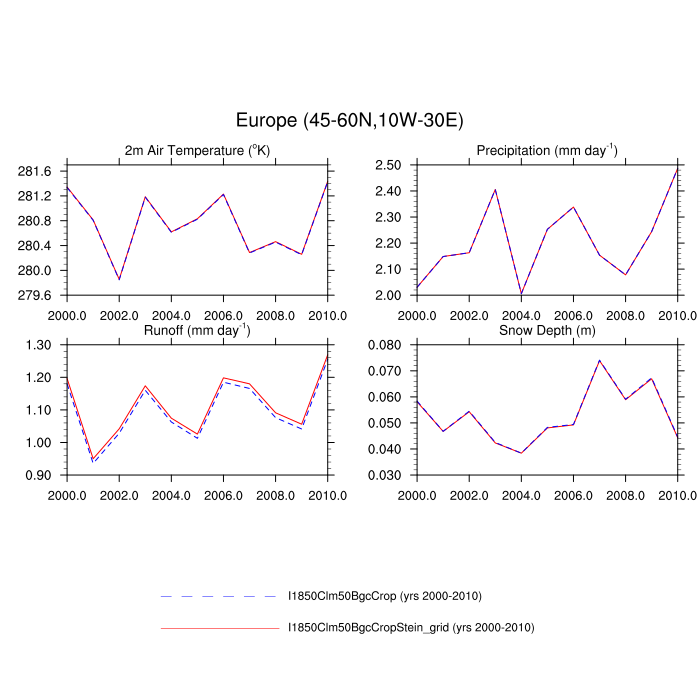 Europe (45-60N,10W-30E)
2m Air Temperature (°K)
281.6
281.2
280.8
280.4
280.0
279.6
2000.0 2002.0 2004.0 2006.0 2008.0 2010.0
Precipitation (mm day⁻¹)
2.50
2.40
2.30
2.20
2.10
2.00
2000.0 2002.0 2004.0 2006.0 2008.0 2010.0
Runoff (mm day⁻¹)
1.30
1.20
1.10
1.00
0.90
2000.0 2002.0 2004.0 2006.0 2008.0 2010.0
Snow Depth (m)
0.080
0.070
0.060
0.050
0.040
0.030
2000.0 2002.0 2004.0 2006.0 2008.0 2010.0
I1850Clm50BgcCrop (yrs 2000-2010)
I1850Clm50BgcCropStein_grid (yrs 2000-2010)